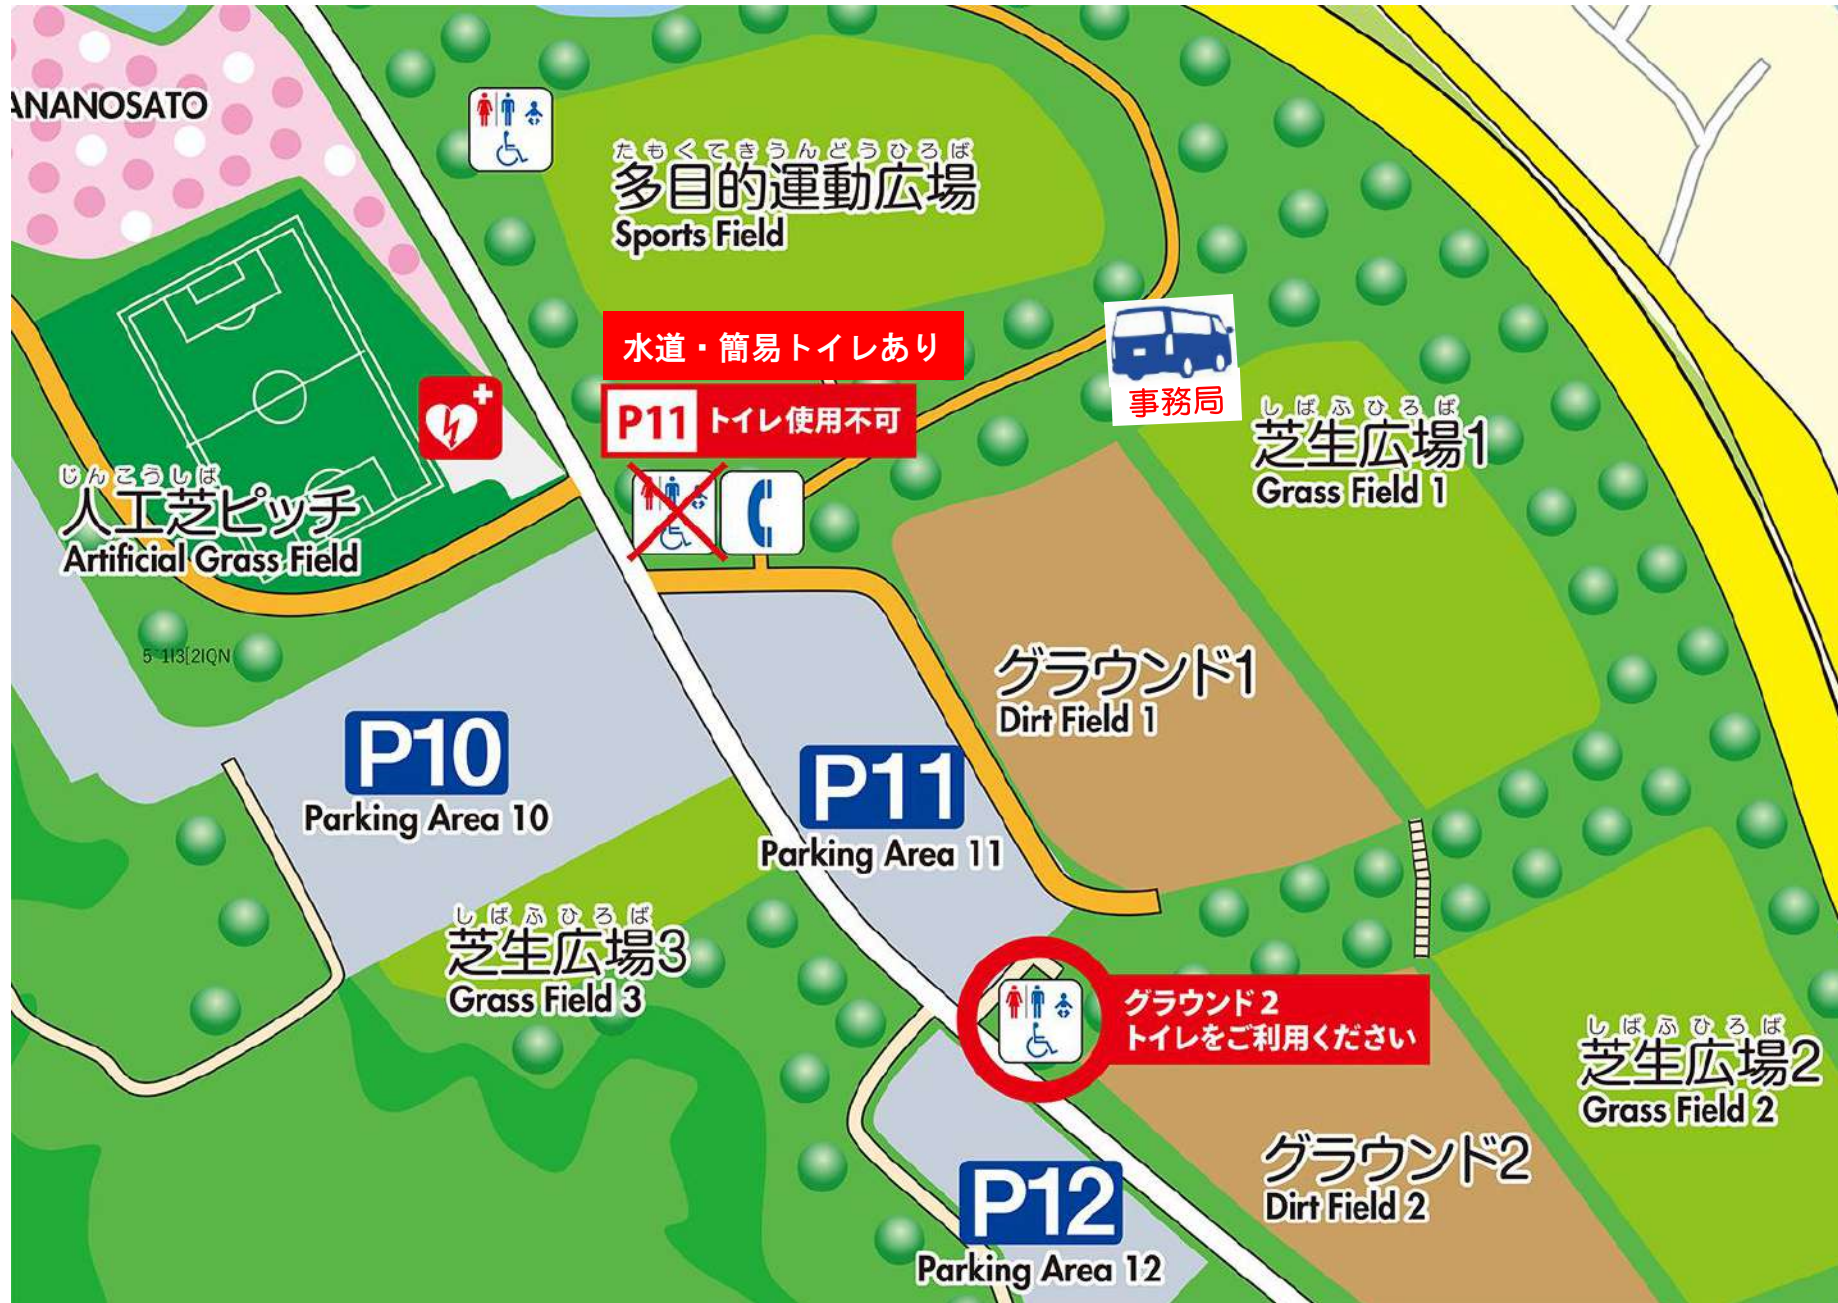 ANANOSATO
たもくてきうんどうひろば
多目的運動広場
Sports Field
水道・簡易トイレあり
P11 トイレ使用不可
事務局
しばふひろば
芝生広場1
Grass Field 1
じんこうしば
人工芝ピッチ
Artificial Grass Field
グラウンド1
Dirt Field 1
P10
Parking Area 10
P11
Parking Area 11
しばふひろば
芝生広場3
Grass Field 3
グラウンド2
トイレをご利用ください
しばふひろば
芝生広場2
Grass Field 2
グラウンド2
Dirt Field 2
P12
Parking Area 12